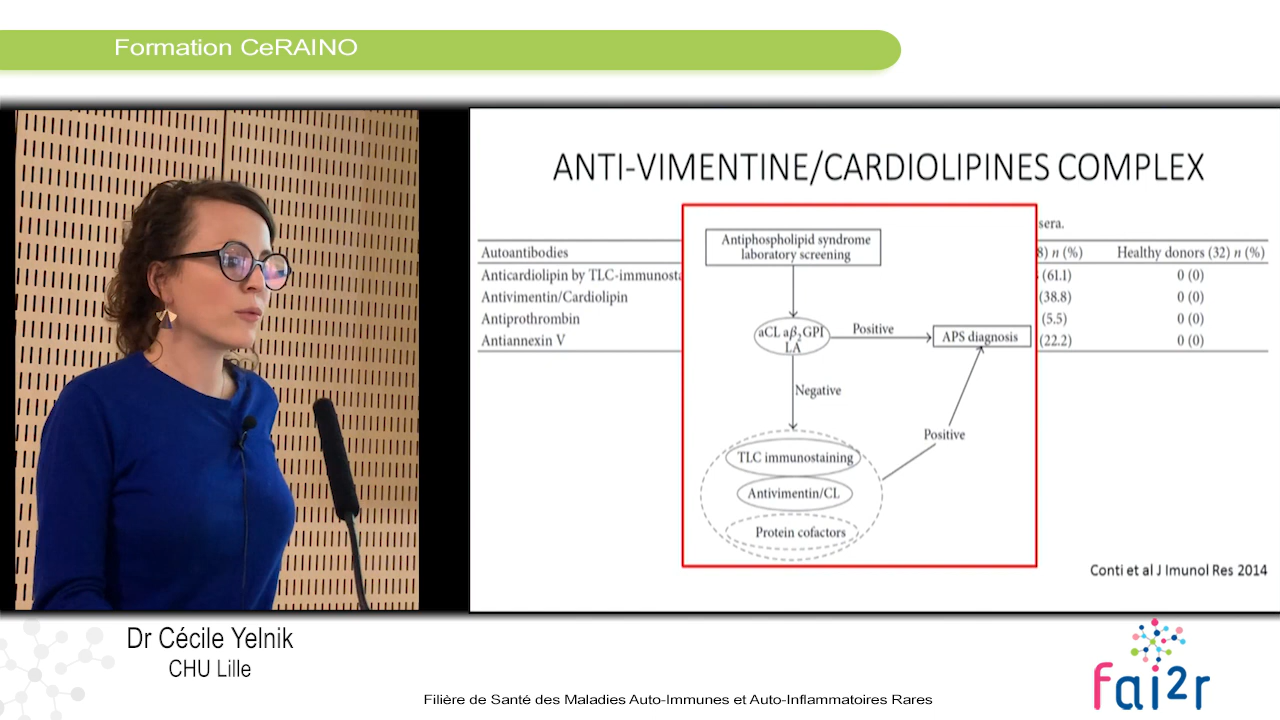 Formation CeRAINO
ANTI-VIMENTINE/CARDIOLIPINES COMPLEX
sera.
Autoantibodies
8) n (%)
Healthy donors (32) n (%)
Anticardiolipin by TLC-immunosta
(61.1)
0 (0)
Antivimentin/Cardiolipin
(38.8)
0 (0)
Antiprothrombin
(5.5)
0 (0)
Antiannexin V
(22.2)
0 (0)
Antiphospholipid syndrome
laboratory screening
aCL aβ2GPI
LA
Positive
APS diagnosis
Negative
Positive
TLC immunostaining
Antivimentin/CL
Protein cofactors
Conti et al J Imunol Res 2014
Dr Cécile Yelnik
CHU Lille
Filière de Santé des Maladies Auto-Immunes et Auto-Inflammatoires Rares
fai2r